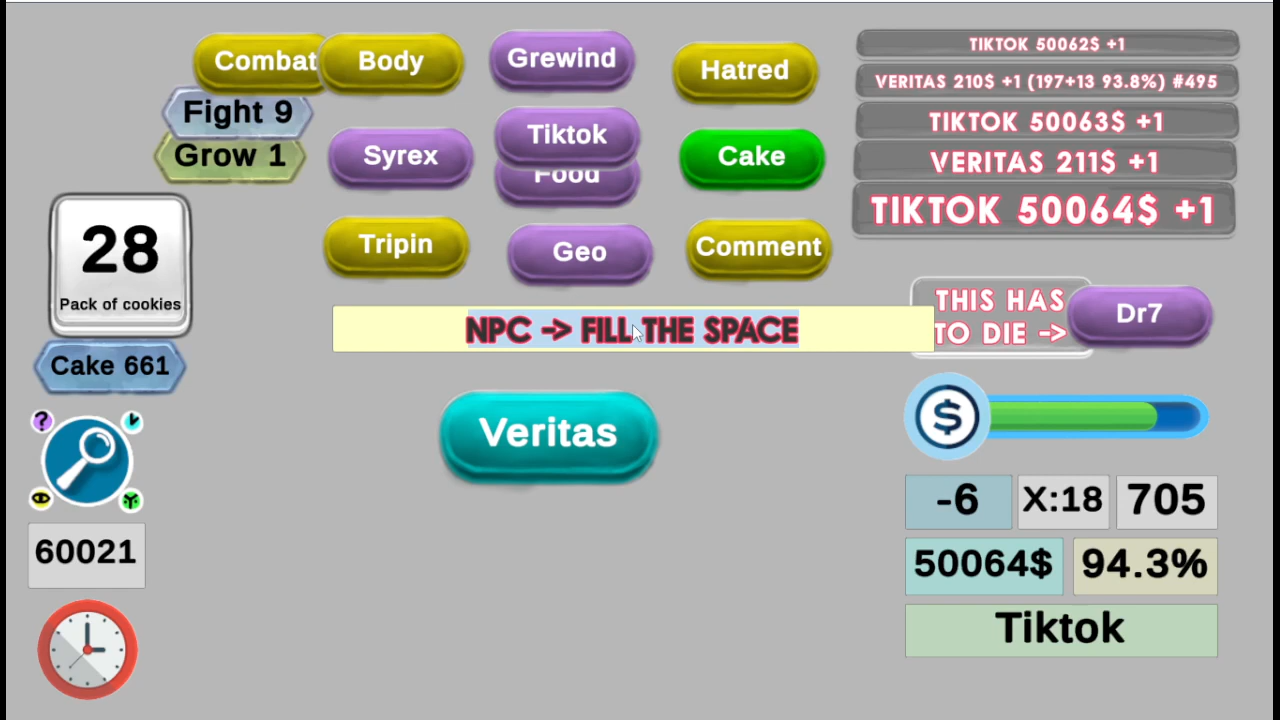 Combat
Body
Grewind
Hatred
Fight 9
Grow 1
Syrex
Tiktok
Food
Cake
Tripin
Geo
Comment
28
Pack of cookies
Cake 661
60021
NPC -> FILL THE SPACE
Veritas
TIKTOK 50062$ +1
VERITAS 210$ +1 (197+13 93.8%) #495
TIKTOK 50063$ +1
VERITAS 211$ +1
TIKTOK 50064$ +1
THIS HAS
TO DIE ->
Dr7
$
-6
X:18
705
50064$
94.3%
Tiktok
?